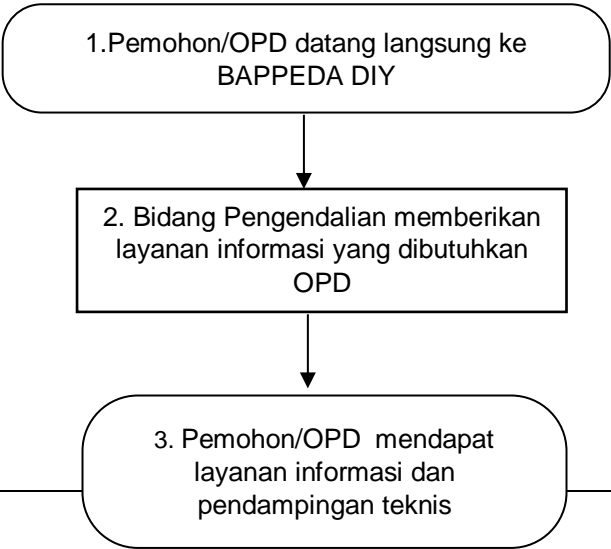 1.Pemohon/OPD datang langsung ke
BAPPEDA DIY
2. Bidang Pengendalian memberikan
layanan informasi yang dibutuhkan
OPD
3. Pemohon/OPD mendapat
layanan informasi dan
pendampingan teknis